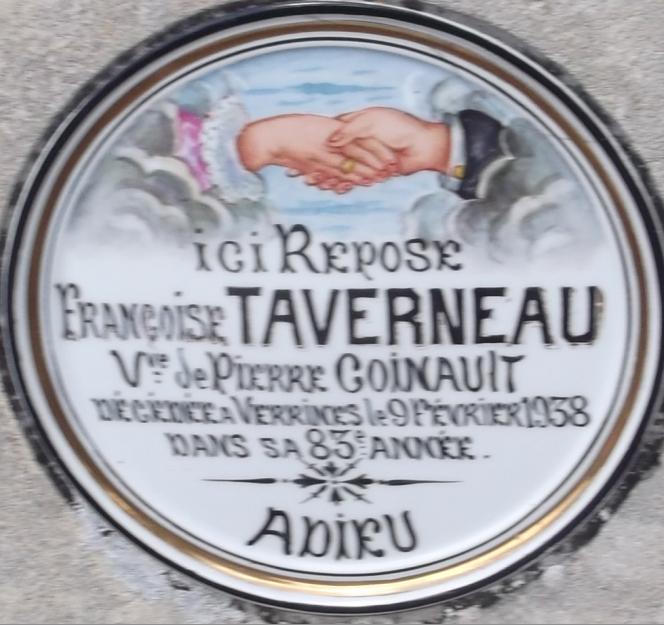 ICI REPOSE
FRANÇOISE TAVERNEAU
Vve de PIERRE COINAULT
DÉCÉDÉE A VERRINES le 9 FÉVRIER 1938
DANS SA 83e ANNÉE.
ADIEU